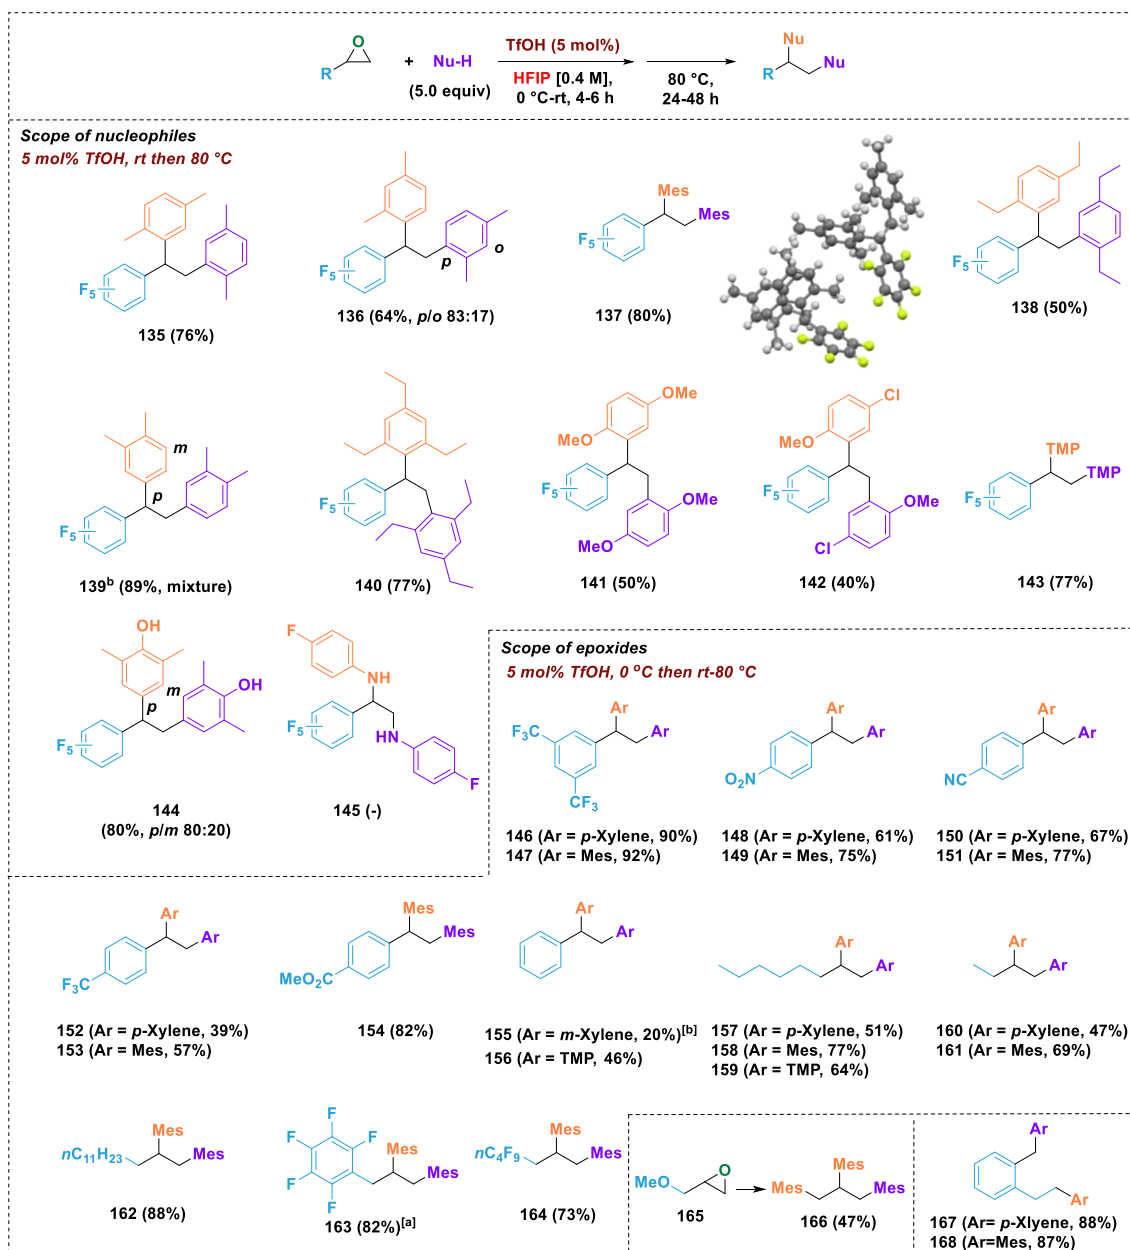 O
R
+
Nu-H
(5.0 equiv)
TfOH (5 mol%)
HFIP [0.4 M],
0 °C-rt, 4-6 h
80 °C,
24-48 h
Nu
R
Nu
Scope of nucleophiles
5 mol% TfOH, rt then 80 °C
F5
135 (76%)
F5
p
o
136 (64%, p/o 83:17)
Mes
Mes
F5
137 (80%)
F5
138 (50%)
m
p
F5
139b (89%, mixture)
F5
140 (77%)
OMe
MeO
F5
OMe
MeO
141 (50%)
Cl
MeO
F5
OMe
Cl
142 (40%)
TMP
TMP
F5
143 (77%)
OH
m
OH
p
F5
144
(80%, p/m 80:20)
F
NH
F5
HN
F
145 (-)
Scope of epoxides
5 mol% TfOH, 0 °C then rt-80 °C
Ar
F3C
Ar
CF3
146 (Ar = p-Xylene, 90%)
147 (Ar = Mes, 92%)
Ar
Ar
O2N
148 (Ar = p-Xylene, 61%)
149 (Ar = Mes, 75%)
Ar
Ar
NC
150 (Ar = p-Xylene, 67%)
151 (Ar = Mes, 77%)
Ar
Ar
F3C
152 (Ar = p-Xylene, 39%)
153 (Ar = Mes, 57%)
Mes
Mes
MeO2C
154 (82%)
Ar
Ar
155 (Ar = m-Xylene, 20%)[b]
156 (Ar = TMP, 46%)
Ar
Ar
157 (Ar = p-Xylene, 51%)
158 (Ar = Mes, 77%)
159 (Ar = TMP, 64%)
Ar
Ar
160 (Ar = p-Xylene, 47%)
161 (Ar = Mes, 69%)
Mes
nC11H23
Mes
162 (88%)
F
F
F
Mes
Mes
F
F
163 (82%)[a]
Mes
nC4F9
Mes
164 (73%)
MeO
O
165
Mes
Mes
Mes
166 (47%)
Ar
Ar
167 (Ar= p-Xlyene, 88%)
168 (Ar=Mes, 87%)